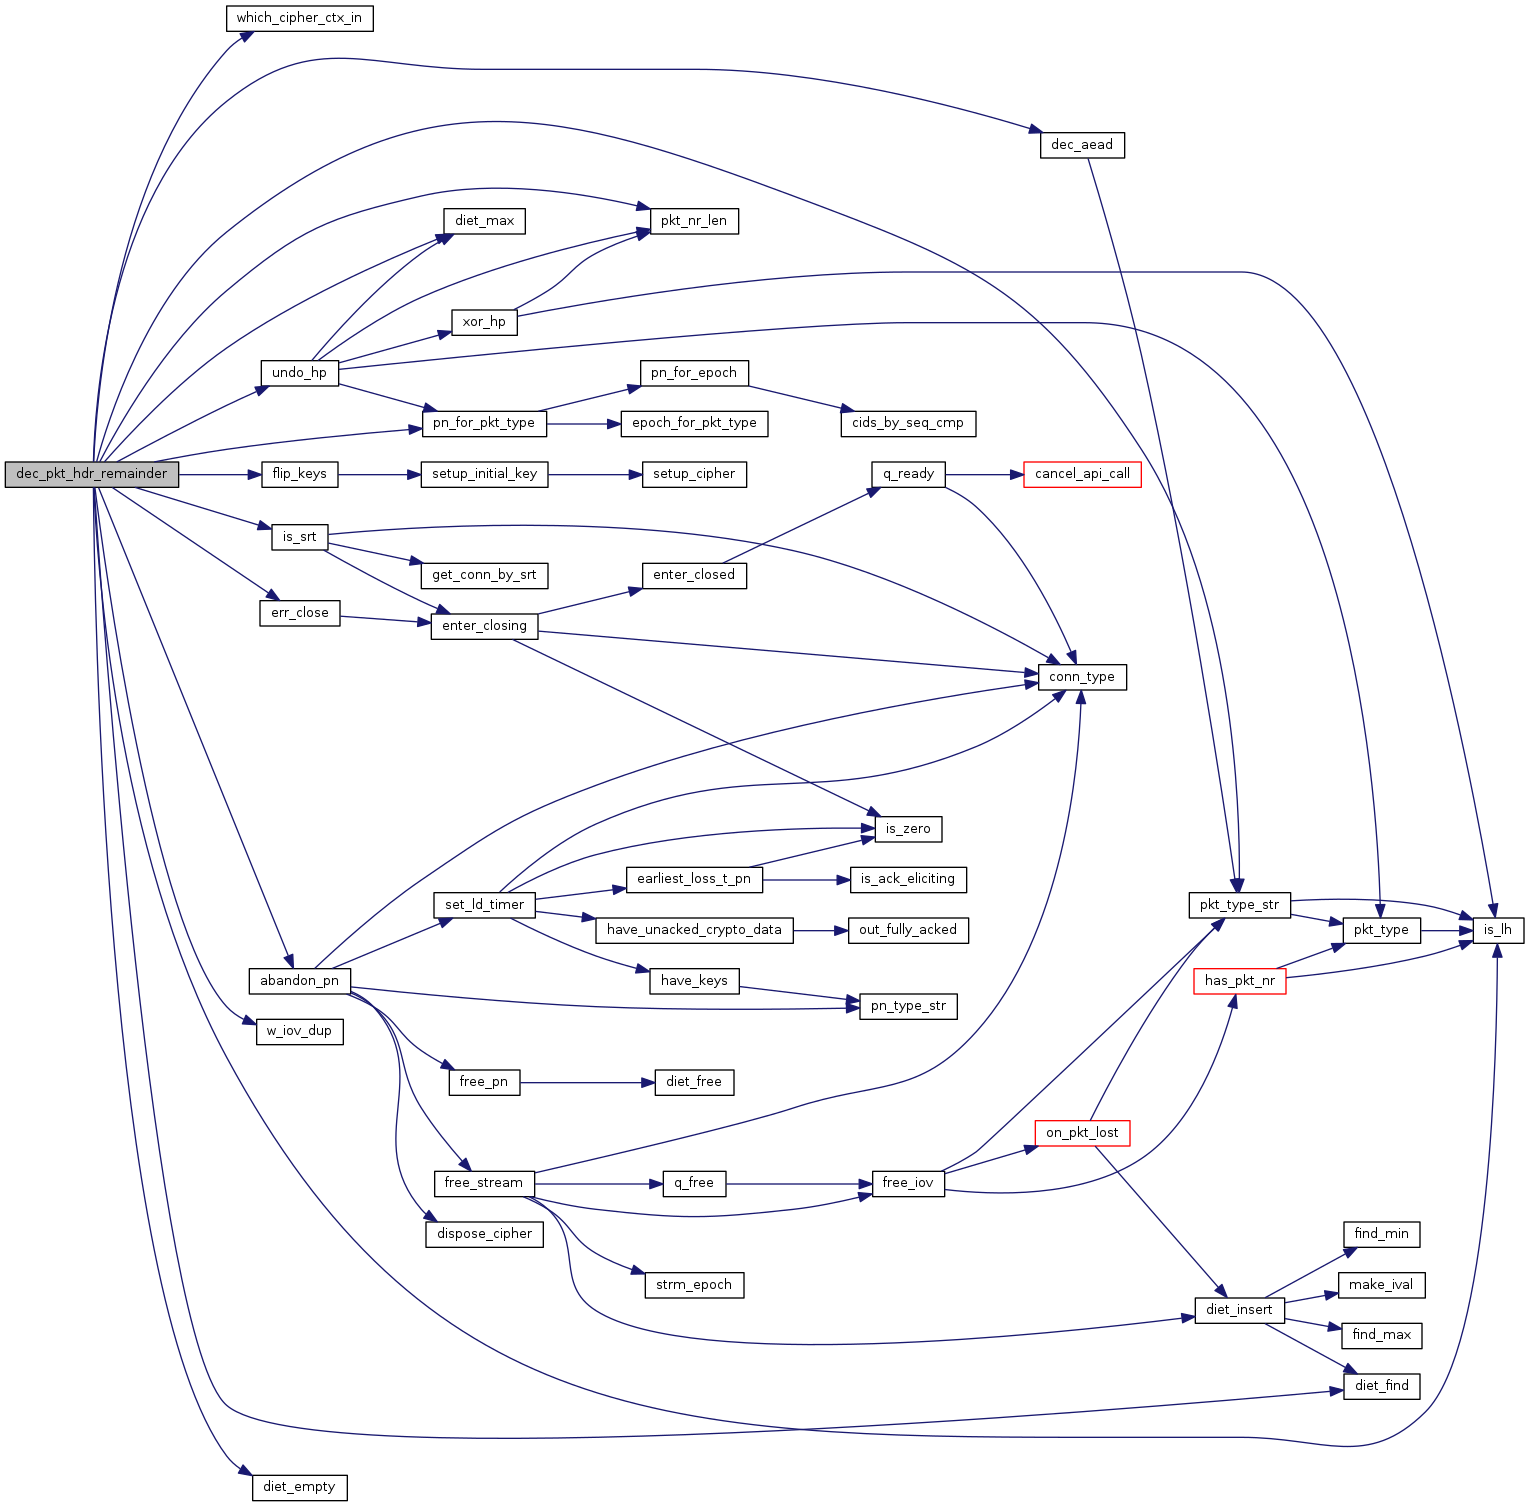 which_cipher_ctx_in
dec_aead
diet_max
pkt_nr_len
xor_hp
undo_hp
pn_for_epoch
pn_for_pkt_type
epoch_for_pkt_type
cids_by_seq_cmp
dec_pkt_hdr_remainder
flip_keys
setup_initial_key
setup_cipher
q_ready
cancel_api_call
is_srt
get_conn_by_srt
enter_closed
err_close
enter_closing
conn_type
is_zero
earliest_loss_t_pn
is_ack_eliciting
set_ld_timer
pkt_type_str
have_unacked_crypto_data
out_fully_acked
pkt_type
is_lh
abandon_pn
have_keys
has_pkt_nr
pn_type_str
w_iov_dup
free_pn
diet_free
on_pkt_lost
free_stream
q_free
free_iov
dispose_cipher
find_min
strm_epoch
make_ival
diet_insert
find_max
diet_find
diet_empty